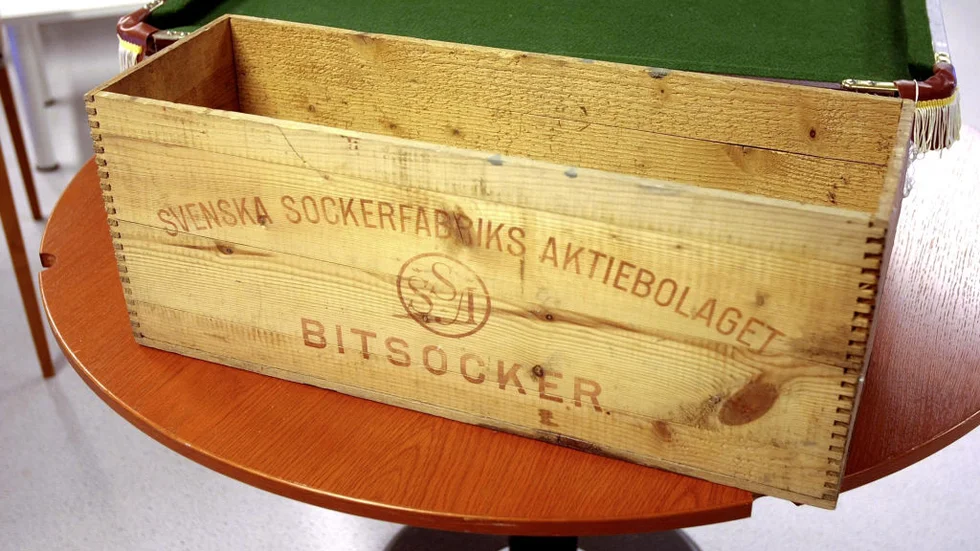 SVENSKA SOCKERFABRIKS AKTIEBOLAGET
SSA
BITSOCKER.